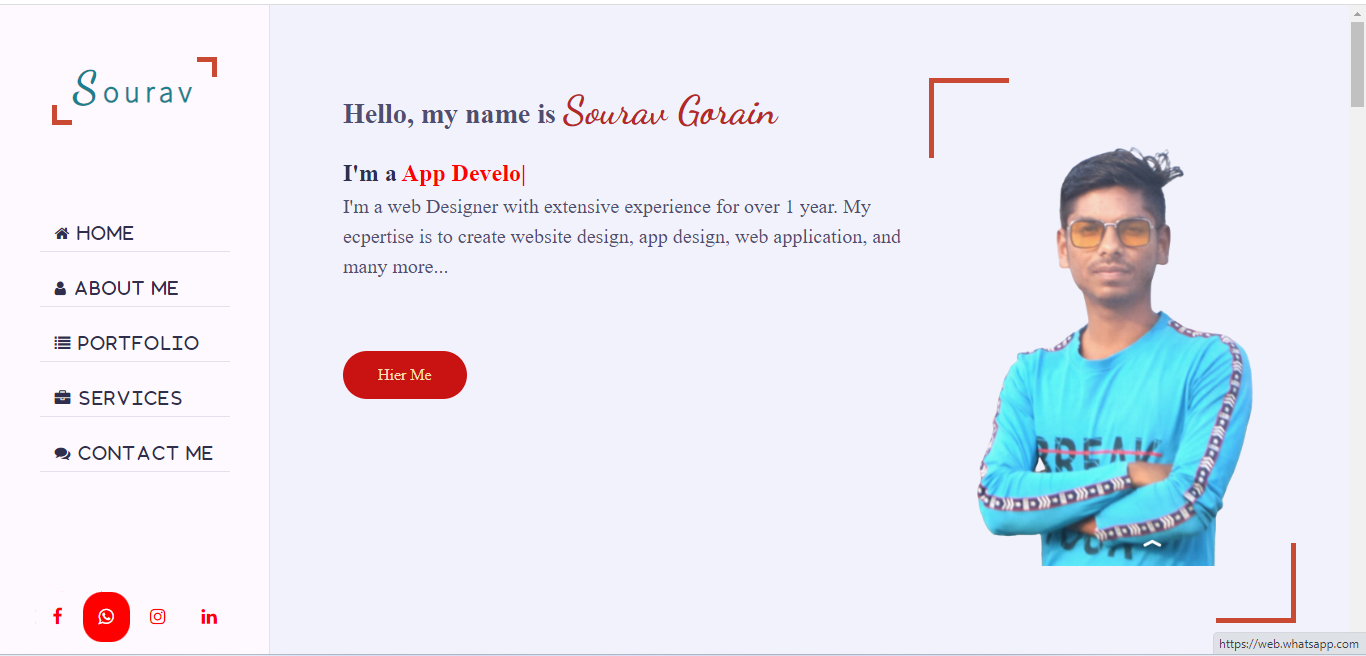 Sourav
HOME
ABOUT ME
PORTFOLIO
SERVICES
CONTACT ME
Hello, my name is Sourav Gorain
I'm a App Develo|
I'm a web Designer with extensive experience for over 1 year. My
ecpertise is to create website design, app design, web application, and
many more...
Hier Me
BREAK
https://web.whatsapp.com